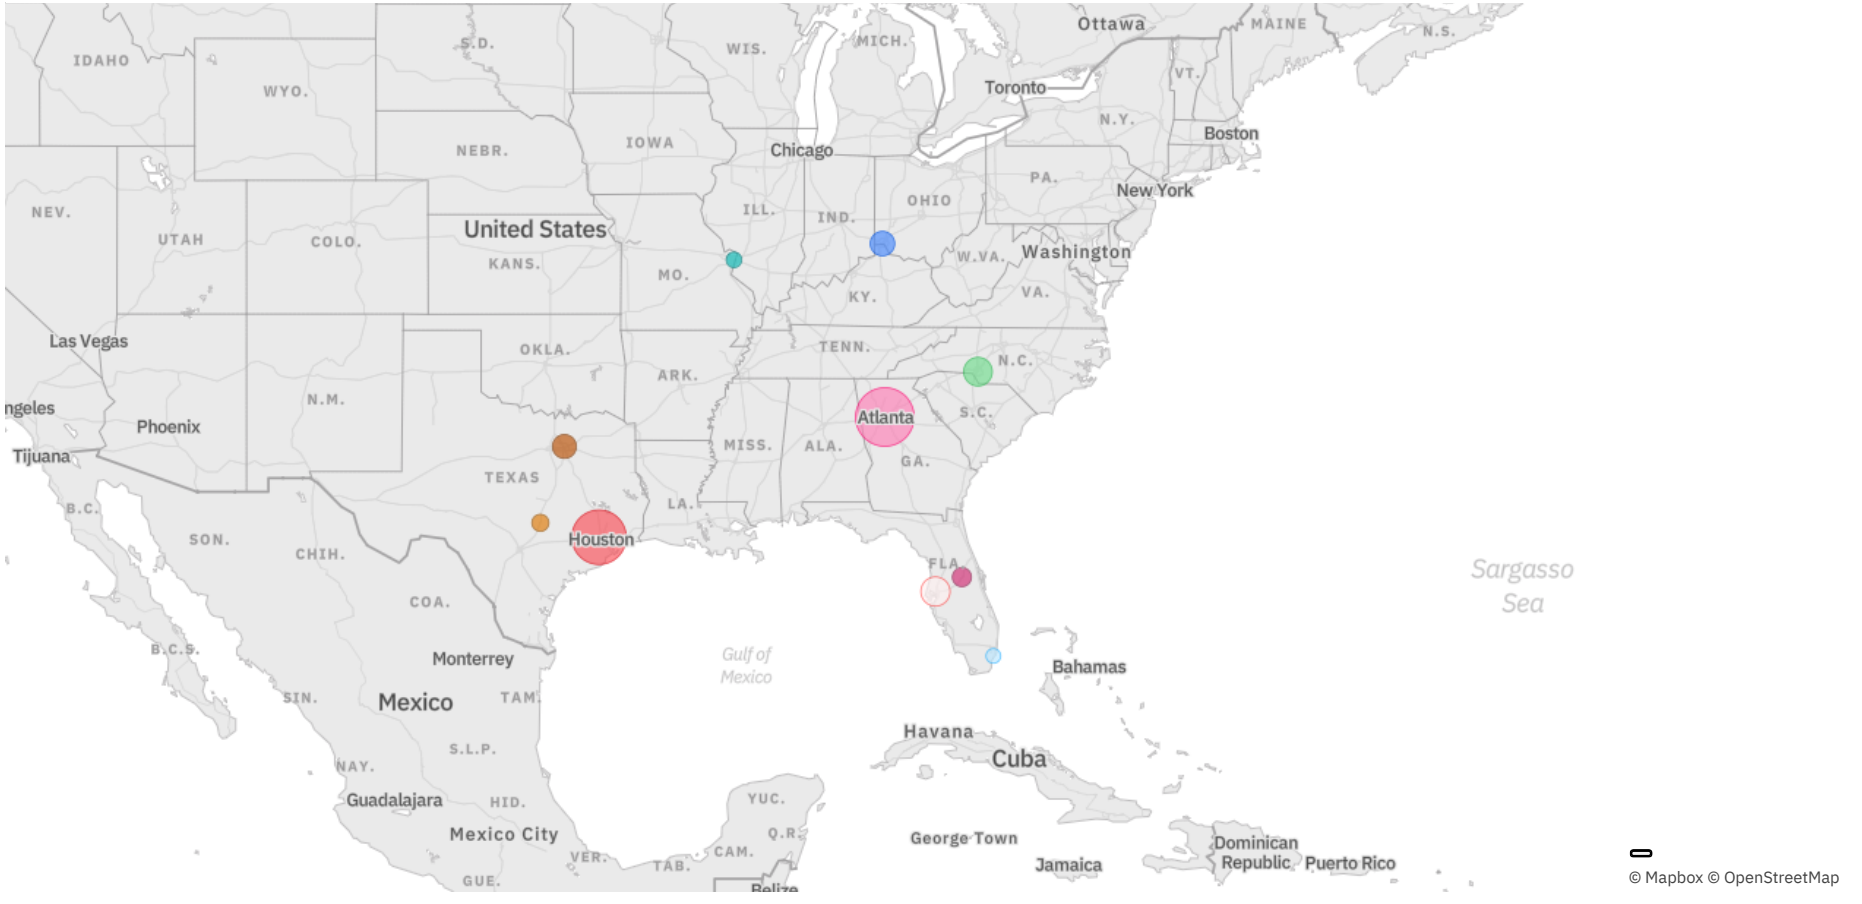 Ottawa
MAINE
N.S.
S.D.
WIS.
MICH.
IDAHO
VT.
WYO.
Toronto
N.Y.
Boston
IOWA
NEBR.
Chicago
PA.
New York
NEV.
ILL.
IND.
OHIO
UTAH
COLO.
United States
KANS.
MO.
W.VA.
Washington
KY.
VA.
Las Vegas
OKLA.
TENN.
N.C.
ARK.
ngeles
N.M.
Phoenix
Atlanta
S.C.
Tijuana
TEXAS
MISS.
ALA.
GA.
B.C.
LA.
SON.
CHIH.
Houston
FLA.
Sargasso
Sea
COA.
B.C.S.
Monterrey
Gulf of
Mexico
Bahamas
SIN.
Mexico
TAM.
Havana
S.L.P.
Cuba
NAY.
Guadalajara
HID.
YUC.
Mexico City
Q.R.
George Town
VER.
TAB.
CAM.
Jamaica
Dominican
Republic
Puerto Rico
GUE.
Belize
© Mapbox © OpenStreetMap